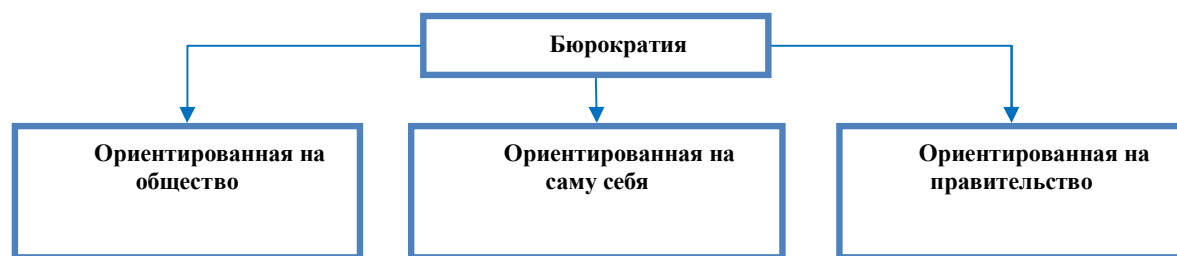 Бюрократия
Ориентированная на
общество
Ориентированная на
саму себя
Ориентированная на
правительство